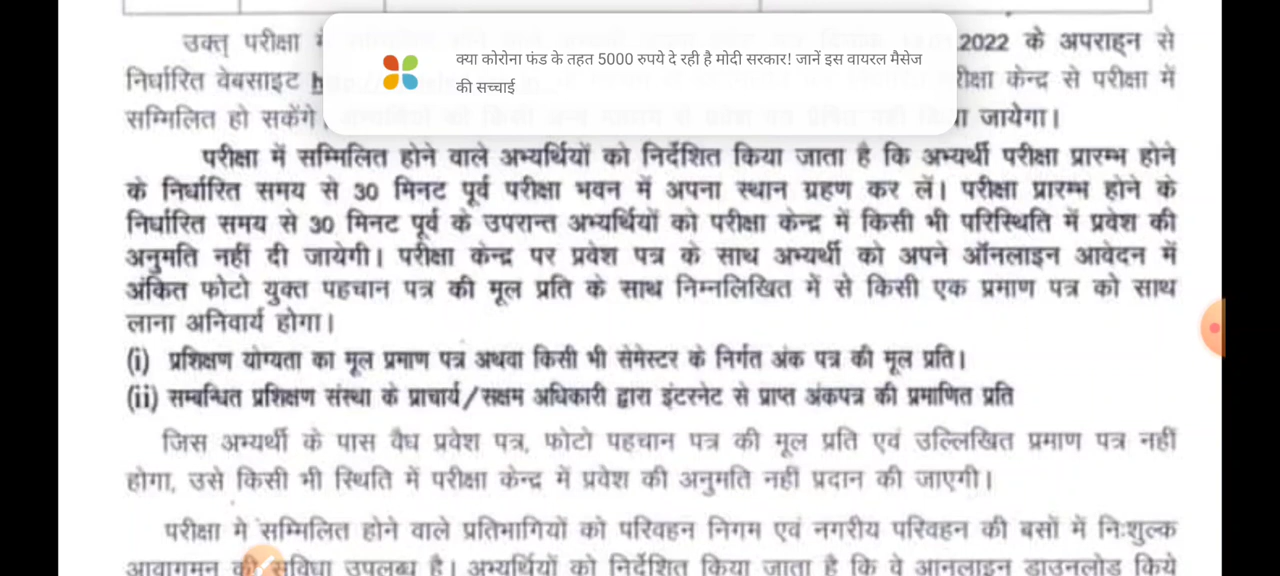 उक्त परीक्षा
2022 के अपराह्न से
क्या कोरोना फंड के तहत 5000 रुपये दे रही है मोदी सरकार! जानें इस वायरल मैसेज
की सच्चाई
निर्धारित वेबसाइट
केन्द्र से परीक्षा में
सम्मिलित हो सकेंगे
जायेगा।
परीक्षा में सम्मिलित होने वाले अभ्यर्थियों को निर्देशित किया जाता है कि अभ्यर्थी परीक्षा प्रारम्भ होने
के निर्धारित समय से 30 मिनट पूर्व परीक्षा भवन में अपना स्थान ग्रहण कर लें। परीक्षा प्रारम्भ होने के
निर्धारित समय से 30 मिनट पूर्व के उपरान्त अभ्यर्थियों को परीक्षा केन्द्र में किसी भी परिस्थिति में प्रवेश की
अनुमति नहीं दी जायेगी। परीक्षा केन्द्र पर प्रवेश पत्र के साथ अभ्यर्थी को अपने ऑनलाइन आवेदन में
अंकित फोटो युक्त पहचान पत्र की मूल प्रति के साथ निम्नलिखित में से किसी एक प्रमाण पत्र को साथ
लाना अनिवार्य होगा।
(i) प्रशिक्षण योग्यता का मूल प्रमाण पत्र अथवा किसी भी सेमेस्टर के निर्गत अंक पत्र की मूल प्रति।
(ii) सम्बन्धित प्रशिक्षण संस्था के प्राचार्य/सक्षम अधिकारी द्वारा इंटरनेट से प्राप्त अंकपत्र की प्रमाणित प्रति
जिस अभ्यर्थी के पास वैध प्रवेश पत्र, फोटो पहचान पत्र की मूल प्रति एवं उल्लिखित प्रमाण पत्र नहीं
होगा, उसे किसी भी स्थिति में परीक्षा केन्द्र में प्रवेश की अनुमति नहीं प्रदान की जाएगी।
परीक्षा मे सम्मिलित होने वाले प्रतिभागियों को परिवहन निगम एवं नगरीय परिवहन की बसों में निःशुल्क
आवागमन की सुविधा उपलब्ध है। अभ्यर्थियों को निर्देशित किया जाता है कि वे आनलाइन डाउनलोड किये